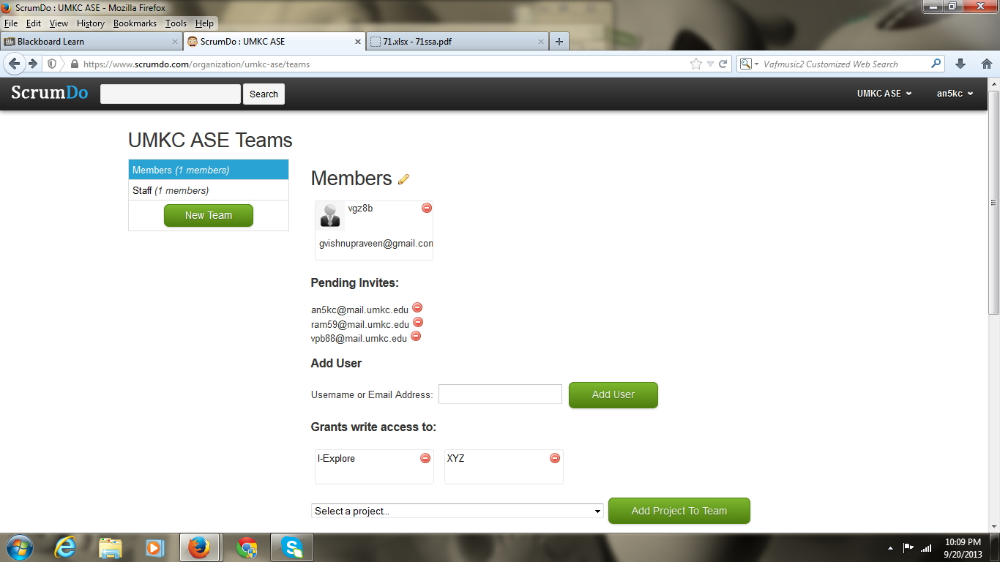 ScrumDo : UMKC ASE - Mozilla Firefox
File Edit View History Bookmarks Tools Help
Bb Blackboard Learn
ScrumDo : UMKC ASE
71.xlsx - 71ssa.pdf
https://www.scrumdo.com/organization/umkc-ase/teams
Vafmusic2 Customized Web Search
ScrumDo Search UMKC ASE an5kc
UMKC ASE Teams
Members (1 members)
Staff (1 members)
New Team
Members
vgz8b
gvishnupraveen@gmail.com
Pending Invites:
an5kc@mail.umkc.edu
ram59@mail.umkc.edu
vpb88@mail.umkc.edu
Add User
Username or Email Address: Add User
Grants write access to:
I-Explore XYZ
Select a project... Add Project To Team
10:09 PM
9/20/2013